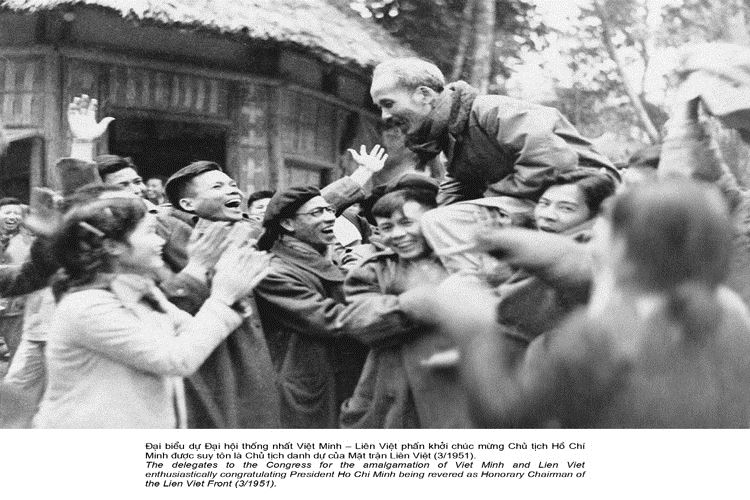 Đại biểu dự Đại hội thống nhất Việt Minh – Liên Việt phấn khởi chúc mừng Chủ tịch Hồ Chí
Minh được suy tôn là Chủ tịch danh dự của Mặt trận Liên Việt (3/1951).
The delegates to the Congress for the amalgamation of Viet Minh and Lien Viet
enthusiastically congratulating President Ho Chi Minh being revered as Honorary Chairman of
the Lien Viet Front (3/1951).